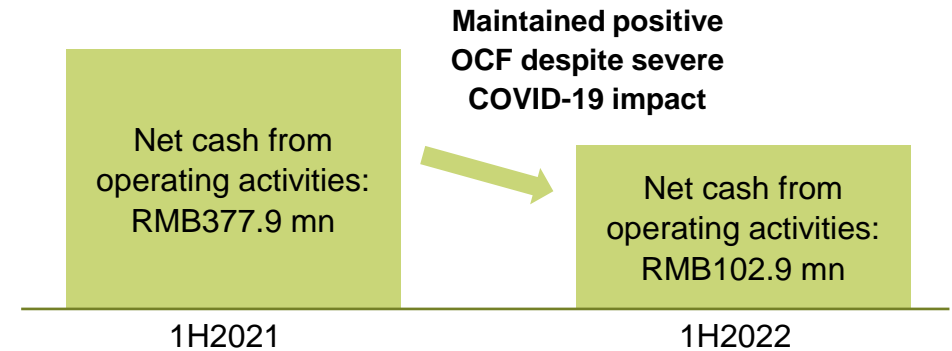 Maintained positive
OCF despite severe
COVID-19 impact
Net cash from
operating activities:
RMB377.9 mn
Net cash from
operating activities:
RMB102.9 mn
1H2021
1H2022